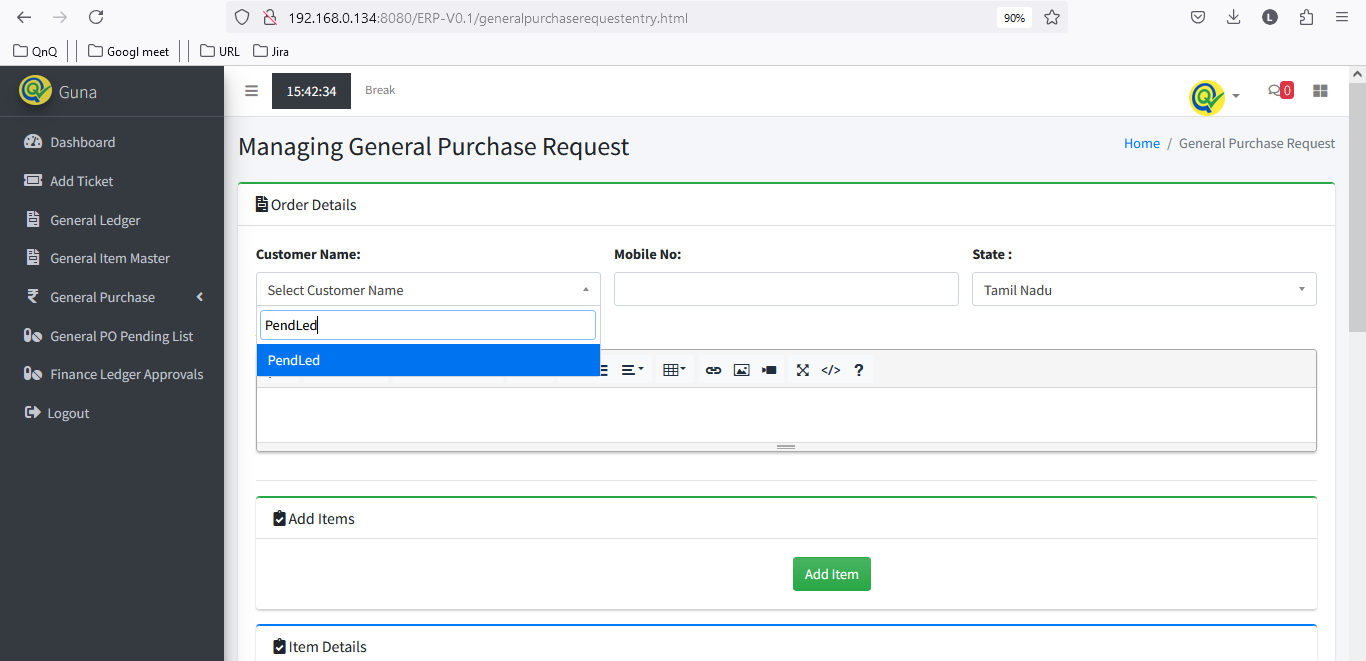 192.168.0.134:8080/ERP-V0.1/generalpurchaserequestentry.html
90%
L
QnQ
Googl meet
URL
Jira
Guna
15:42:34
Break
0
Dashboard
Add Ticket
General Ledger
General Item Master
₹ General Purchase
General PO Pending List
Finance Ledger Approvals
Logout
Managing General Purchase Request
Home / General Purchase Request
Order Details
Customer Name:
Mobile No:
State :
Select Customer Name
Tamil Nadu
PendLed
PendLed
</> ?
Add Items
Add Item
Item Details